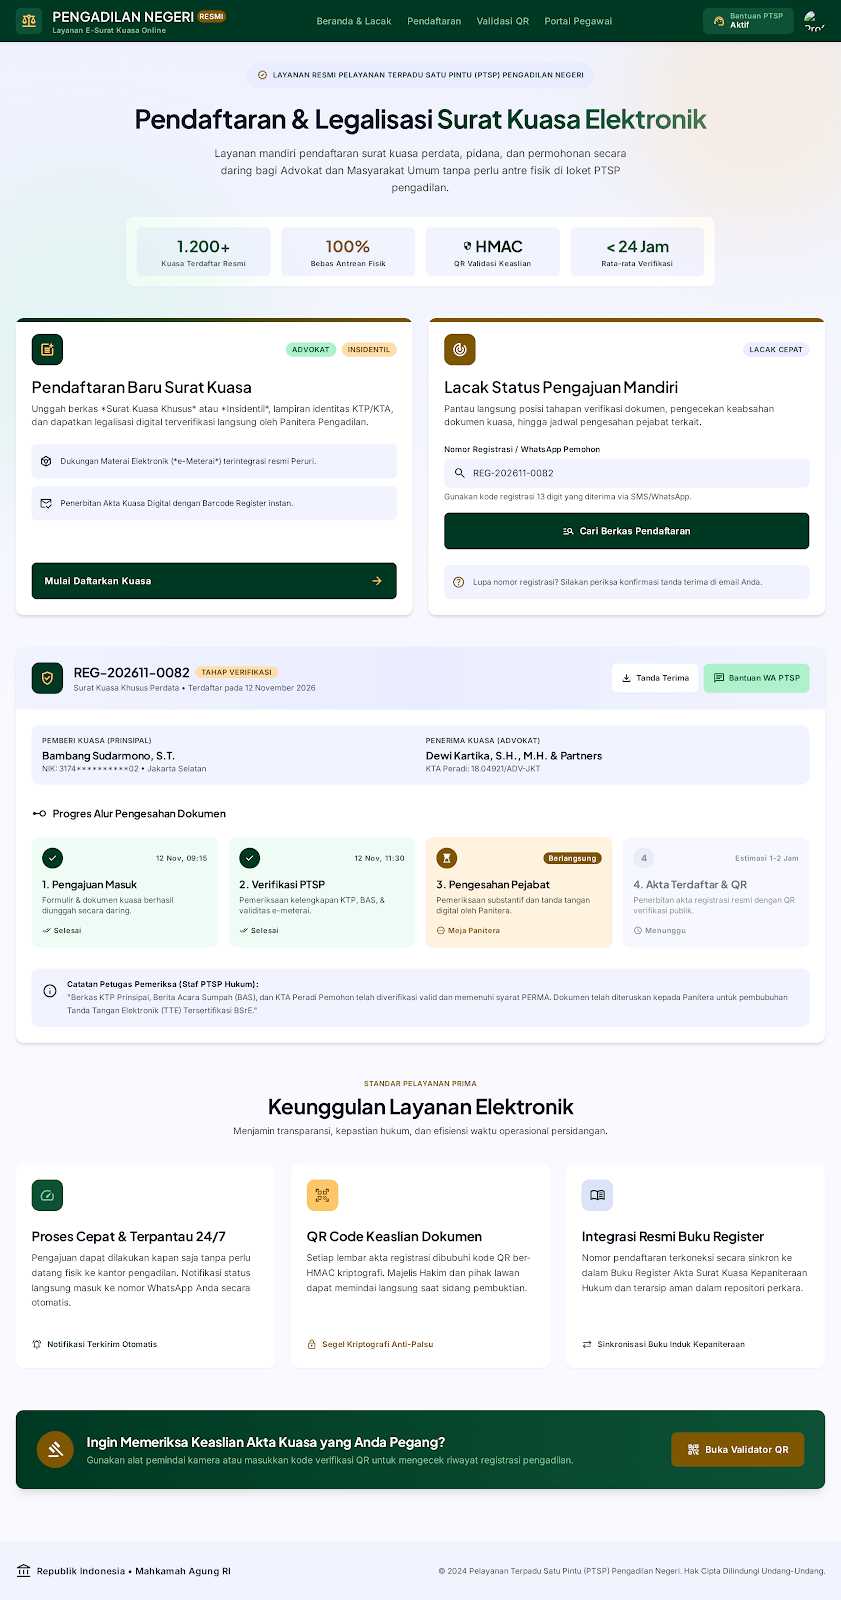 PENGADILAN NEGERI RESMI
Layanan E-Surat Kuasa Online
Beranda & Lacak
Pendaftaran
Validasi QR
Portal Pegawai
Bantuan PTSP
Aktif
LAYANAN RESMI PELAYANAN TERPADU SATU PINTU (PTSP) PENGADILAN NEGERI
Pendaftaran & Legalisasi Surat Kuasa Elektronik
Layanan mandiri pendaftaran surat kuasa perdata, pidana, dan permohonan secara
daring bagi Advokat dan Masyarakat Umum tanpa perlu antre fisik di loket PTSP
pengadilan.
1.200+
Kuasa Terdaftar Resmi
100%
Bebas Antrean Fisik
HMAC
QR Validasi Keaslian
< 24 Jam
Rata-rata Verifikasi
ADVOKAT
INSIDENTIL
Pendaftaran Baru Surat Kuasa
Unggah berkas *Surat Kuasa Khusus* atau *Insidentil*, lampiran identitas KTP/KTA,
dan dapatkan legalisasi digital terverifikasi langsung oleh Panitera Pengadilan.
Dukungan Materai Elektronik (*e-Meterai*) terintegrasi resmi Peruri.
Penerbitan Akta Kuasa Digital dengan Barcode Register instan.
Mulai Daftarkan Kuasa
LACAK CEPAT
Lacak Status Pengajuan Mandiri
Pantau langsung posisi tahapan verifikasi dokumen, pengecekan keabsahan
dokumen kuasa, hingga jadwal pengesahan pejabat terkait.
Nomor Registrasi / WhatsApp Pemohon
REG-202611-0082
Gunakan kode registrasi 13 digit yang diterima via SMS/WhatsApp.
Cari Berkas Pendaftaran
Lupa nomor registrasi? Silakan periksa konfirmasi tanda terima di email Anda.
REG-202611-0082 TAHAP VERIFIKASI
Surat Kuasa Khusus Perdata • Terdaftar pada 12 November 2026
Tanda Terima
Bantuan WA PTSP
PEMBERI KUASA (PRINSIPAL)
Bambang Sudarmono, S.T.
NIK: 3174**********02 • Jakarta Selatan
PENERIMA KUASA (ADVOKAT)
Dewi Kartika, S.H., M.H. & Partners
KTA Peradi: 18.04921/ADV-JKT
Progres Alur Pengesahan Dokumen
12 Nov, 09:15
1. Pengajuan Masuk
Formulir & dokumen kuasa berhasil
diunggah secara daring.
Selesai
12 Nov, 11:30
2. Verifikasi PTSP
Pemeriksaan kelengkapan KTP, BAS, &
validitas e-meterai.
Selesai
Berlangsung
3. Pengesahan Pejabat
Pemeriksaan substantif dan tanda tangan
digital oleh Panitera.
Meja Panitera
4
Estimasi 1-2 Jam
4. Akta Terdaftar & QR
Penerbitan akta registrasi resmi dengan QR
verifikasi publik.
Menunggu
Catatan Petugas Pemeriksa (Staf PTSP Hukum):
"Berkas KTP Prinsipal, Berita Acara Sumpah (BAS), dan KTA Peradi Pemohon telah diverifikasi valid dan memenuhi syarat PERMA. Dokumen telah diteruskan kepada Panitera untuk pembubuhan
Tanda Tangan Elektronik (TTE) Tersertifikasi BSrE."
STANDAR PELAYANAN PRIMA
Keunggulan Layanan Elektronik
Menjamin transparansi, kepastian hukum, dan efisiensi waktu operasional persidangan.
Proses Cepat & Terpantau 24/7
Pengajuan dapat dilakukan kapan saja tanpa perlu
datang fisik ke kantor pengadilan. Notifikasi status
langsung masuk ke nomor WhatsApp Anda secara
otomatis.
Notifikasi Terkirim Otomatis
QR Code Keaslian Dokumen
Setiap lembar akta registrasi dibubuhi kode QR ber-
HMAC kriptografi. Majelis Hakim dan pihak lawan
dapat memindai langsung saat sidang pembuktian.
Segel Kriptografi Anti-Palsu
Integrasi Resmi Buku Register
Nomor pendaftaran terkoneksi secara sinkron ke
dalam Buku Register Akta Surat Kuasa Kepaniteraan
Hukum dan terarsip aman dalam repositori perkara.
Sinkronisasi Buku Induk Kepaniteraan
Ingin Memeriksa Keaslian Akta Kuasa yang Anda Pegang?
Gunakan alat pemindai kamera atau masukkan kode verifikasi QR untuk mengecek riwayat registrasi pengadilan.
Buka Validator QR
Republik Indonesia • Mahkamah Agung RI
© 2024 Pelayanan Terpadu Satu Pintu (PTSP) Pengadilan Negeri. Hak Cipta Dilindungi Undang-Undang.